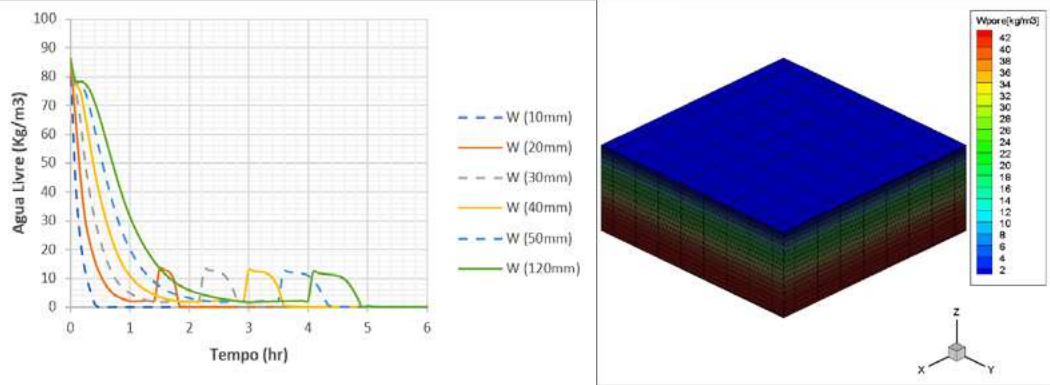 100
90
80
70
60
50
40
30
20
10
0
Agua Livre (Kg/m3)
0 1 2 3 4 5 6
Tempo (hr)
W (10mm)
W (20mm)
W (30mm)
W (40mm)
W (50mm)
W (120mm)
Wpore[kg/m3]
42
40
36
34
30
28
26
24
22
20
18
16
14
12
10
8
6
4
2
Z
X
Y